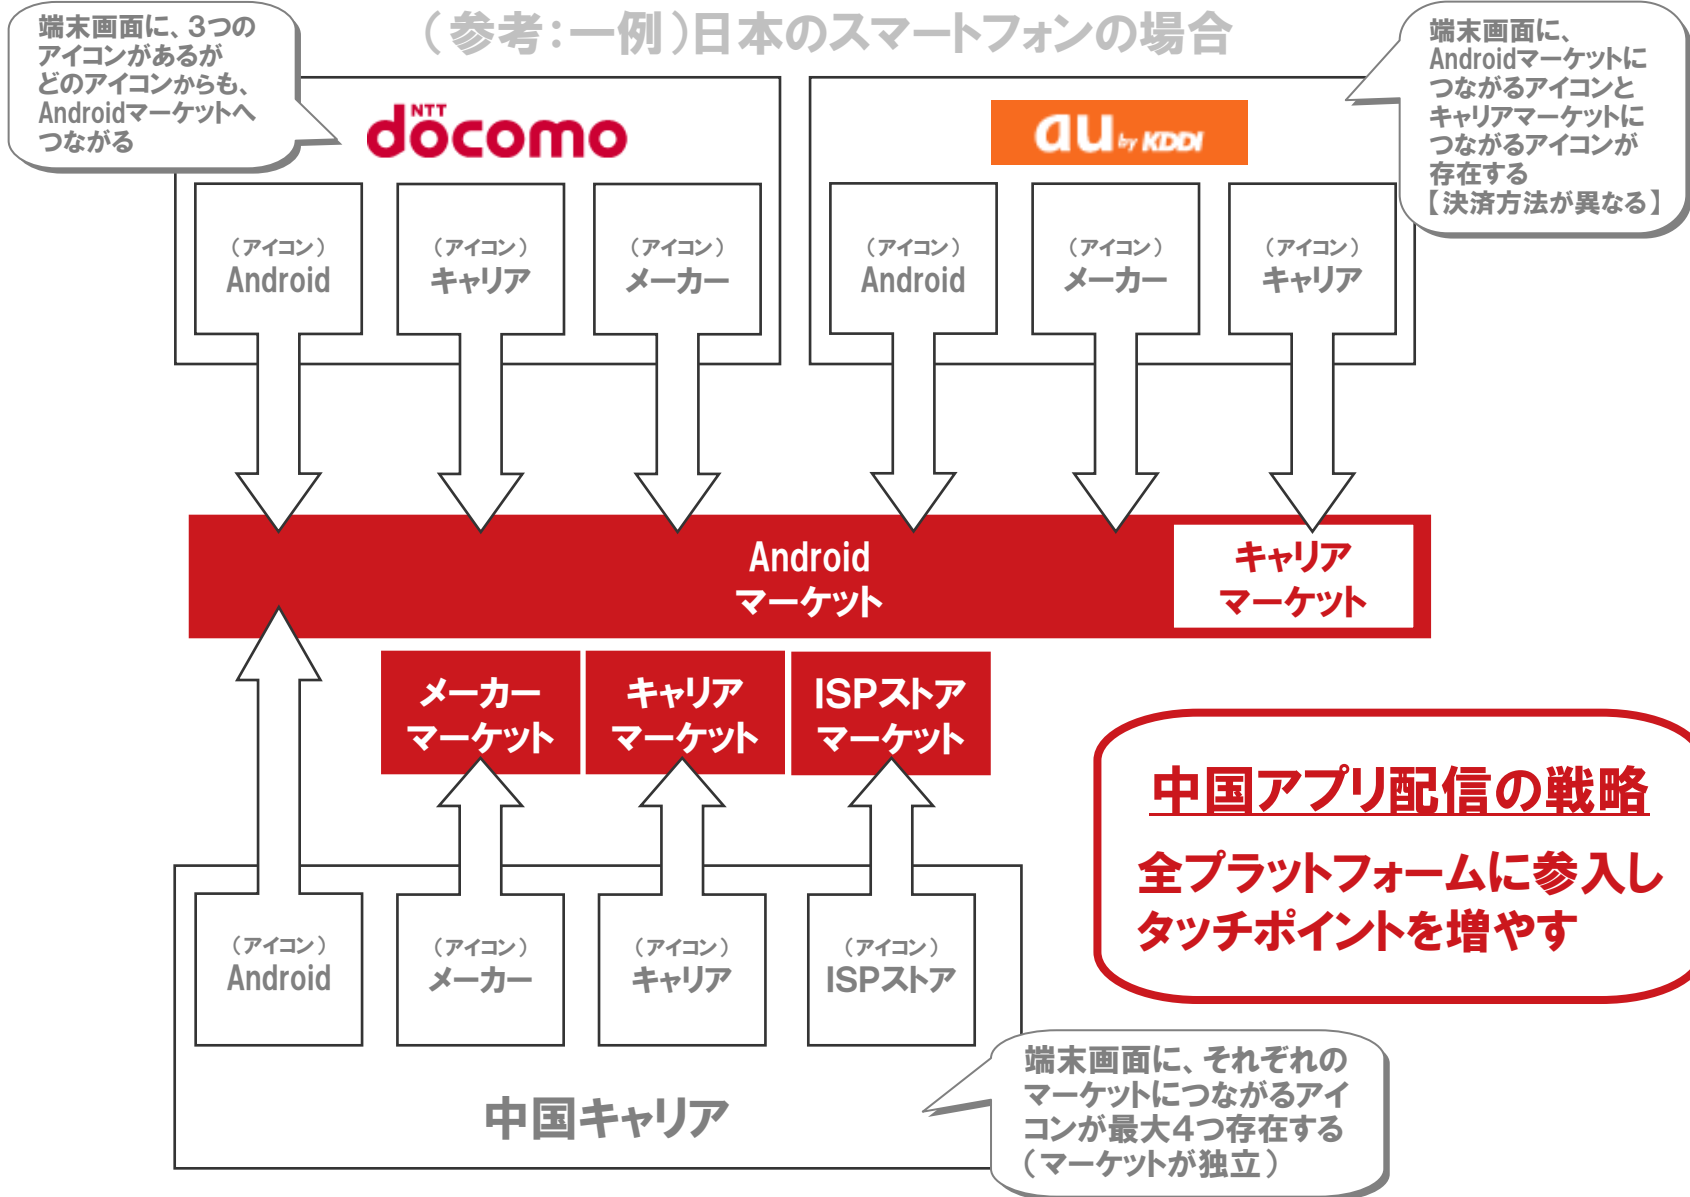 （参考：一例）日本のスマートフォンの場合
端末画面に、３つの
アイコンがあるが
どのアイコンからも、
Androidマーケットへ
つながる
NTT
docomo
au by KDDI
端末画面に、
Androidマーケットに
つながるアイコンと
キャリアマーケットに
つながるアイコンが
存在する
【決済方法が異なる】
（アイコン）
Android
（アイコン）
キャリア
（アイコン）
メーカー
（アイコン）
Android
（アイコン）
メーカー
（アイコン）
キャリア
Android
マーケット
キャリア
マーケット
メーカー
マーケット
キャリア
マーケット
ISPストア
マーケット
中国アプリ配信の戦略
全プラットフォームに参入し
タッチポイントを増やす
（アイコン）
Android
（アイコン）
メーカー
（アイコン）
キャリア
（アイコン）
ISPストア
中国キャリア
端末画面に、それぞれの
マーケットにつながるアイ
コンが最大４つ存在する
（マーケットが独立）